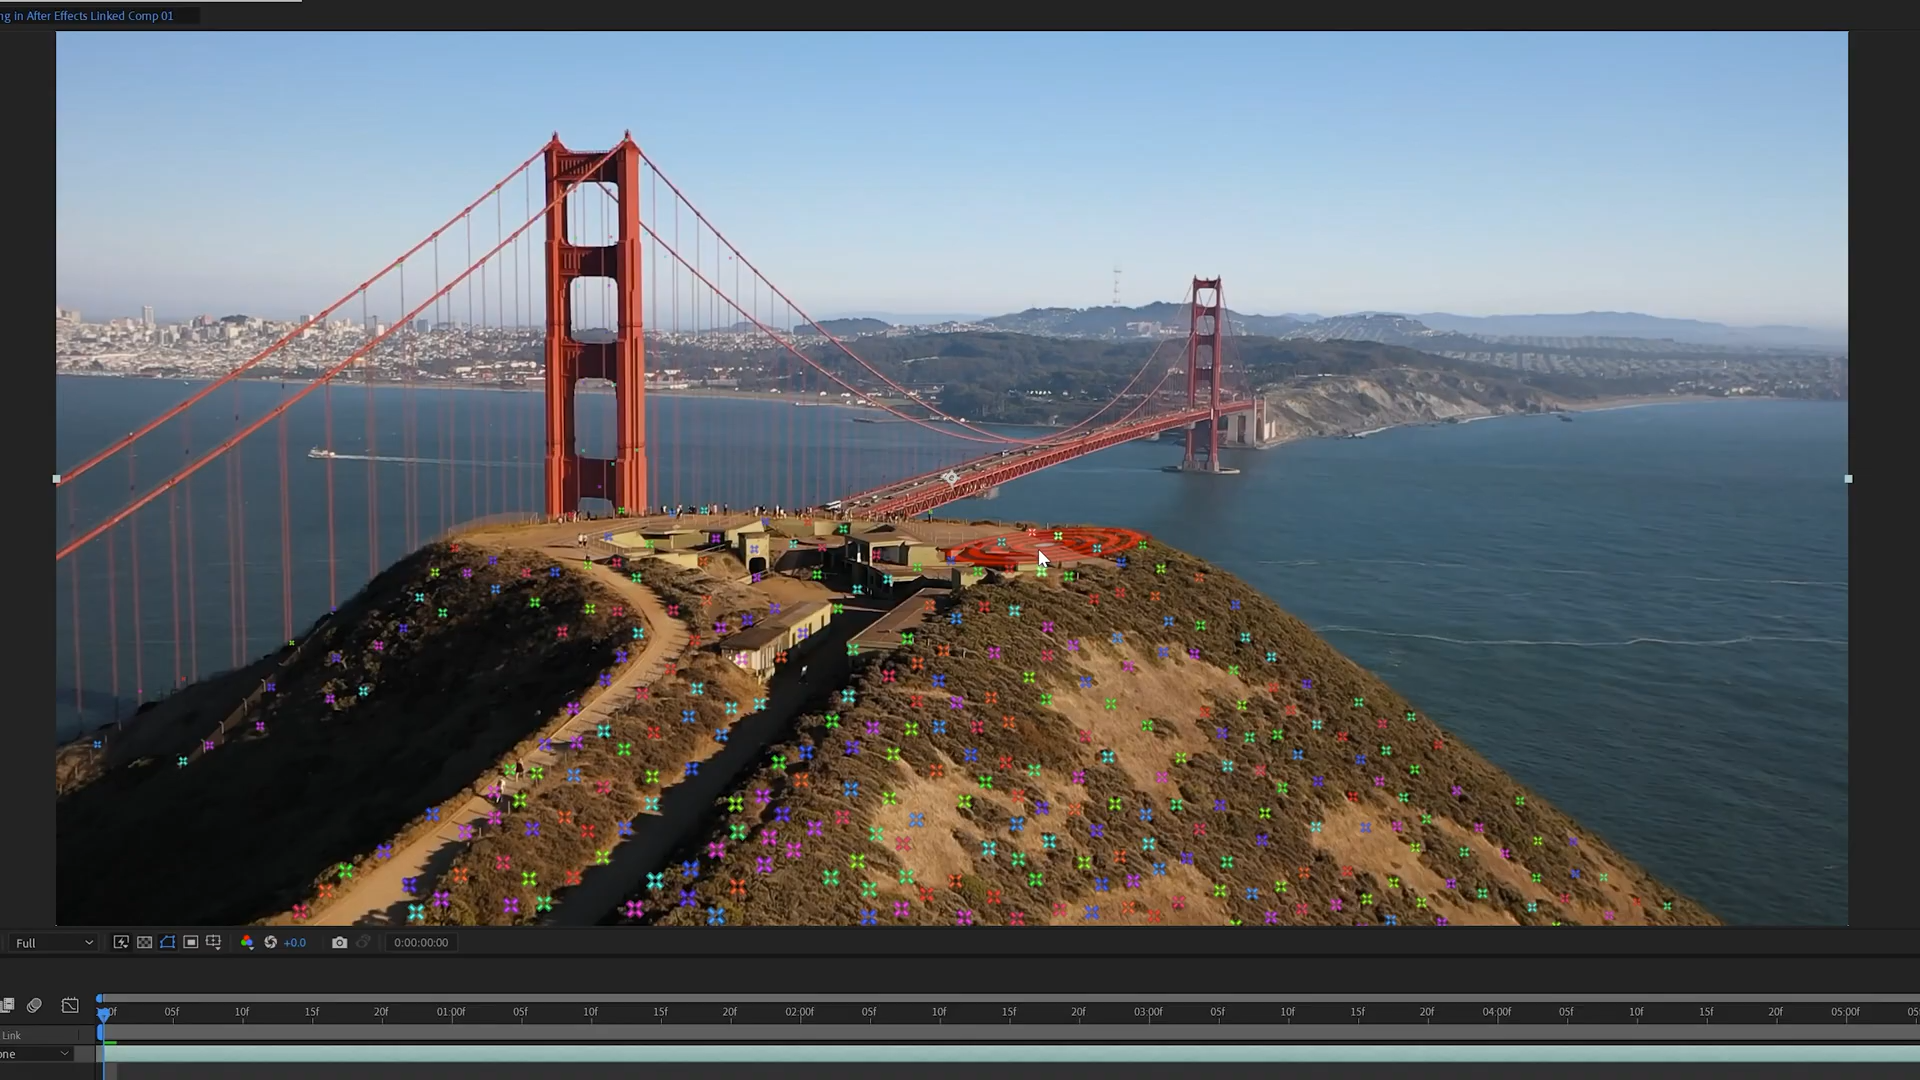 ng in After Effects Linked Comp 01
Full
+0.0
0:00:00:00
05f 10f 15f 20f 01:00f 05f 10f 15f 20f 02:00f 05f 10f 15f 20f 03:00f 05f 10f 15f 20f 04:00f 05f 10f 15f 20f 05:00f 05
Link
one